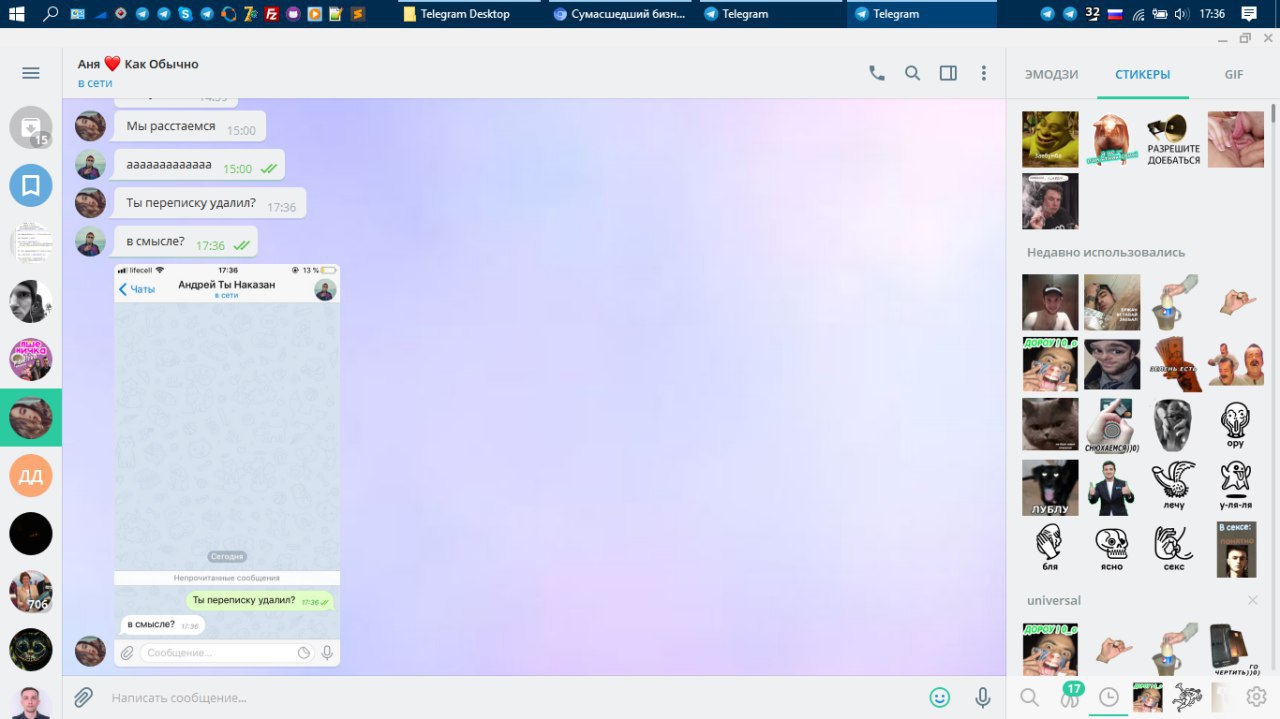 Telegram Desktop
Сумасшедший бизн...
Telegram
Telegram
32
17:36
Аня ❤️ Как Обычно
в сети
ЭМОДЗИ
СТИКЕРЫ
GIF
15
Мы расстаемся 15:00
аааааааааааа 15:00
Ты переписку удалил? 17:36
в смысле? 17:36
lifecell 17:36 13 %
Чаты
Андрей Ты Наказан
в сети
Сегодня
Непрочитанные сообщения
Ты переписку удалил? 17:36
в смысле? 17:36
Сообщение...
Написать сообщение...
ДД
706
РАЗРЕШИТЕ
ДОЕБАТЬСЯ
Недавно использовались
ДОРОУ ! 0_о
ЗЕЛЕНЬ ЕСТЬ
СНЮХАЕМСЯ))0)
ору
ЛУБЛУ
лечу
у-ля-ля
бля
ясно
секс
В сексе:
понятно
universal
ДОРОУ ! 0_о
ГО
ЧЕРТИТЬ))0)
17